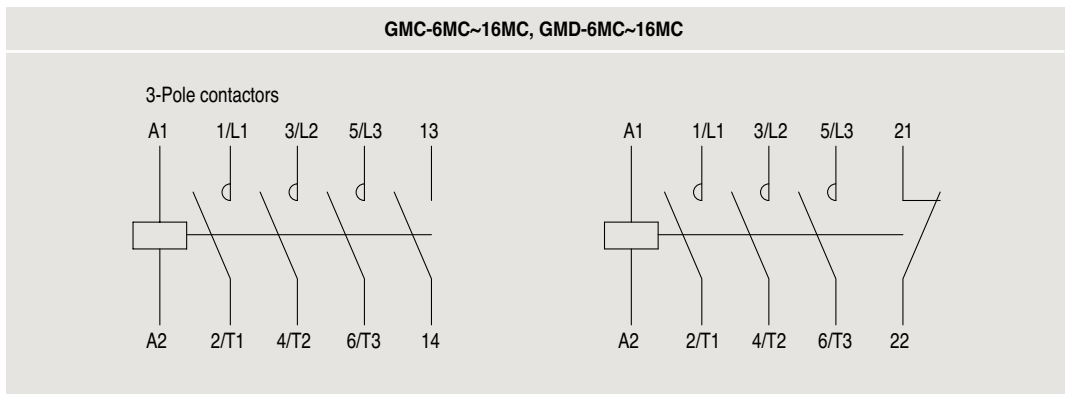 GMC-6MC~16MC, GMD-6MC~16MC
3-Pole contactors
A1 1/L1 3/L2 5/L3 13
A2 2/T1 4/T2 6/T3 14
A1 1/L1 3/L2 5/L3 21
A2 2/T1 4/T2 6/T3 22